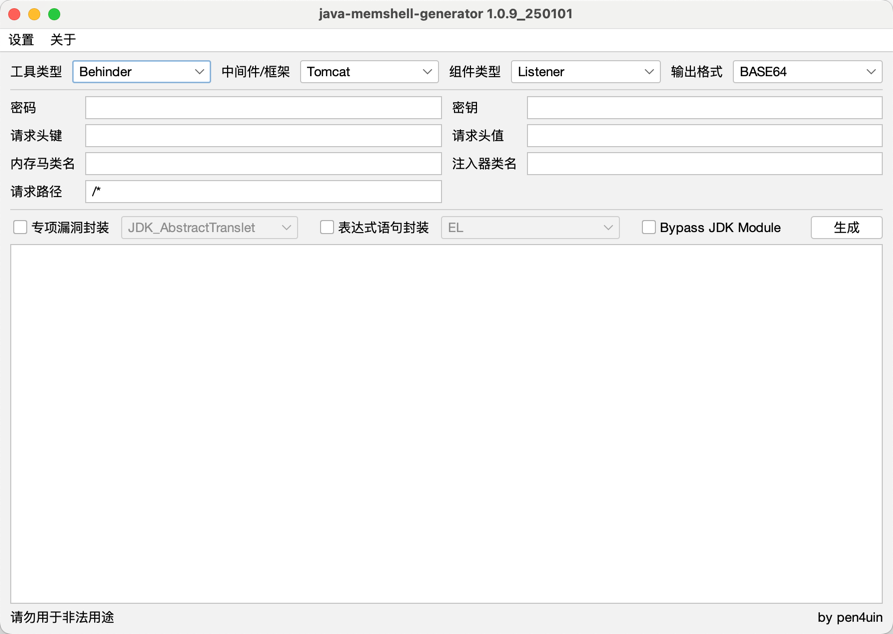 java-memshell-generator 1.0.9_250101
设置 关于
工具类型 Behinder 中间件/框架 Tomcat 组件类型 Listener 输出格式 BASE64
密码 密钥
请求头键 请求头值
内存马类名 注入器类名
请求路径 /*
专项漏洞封装 JDK_AbstractTranslet 表达式语句封装 EL Bypass JDK Module 生成
请勿用于非法用途 by pen4uin